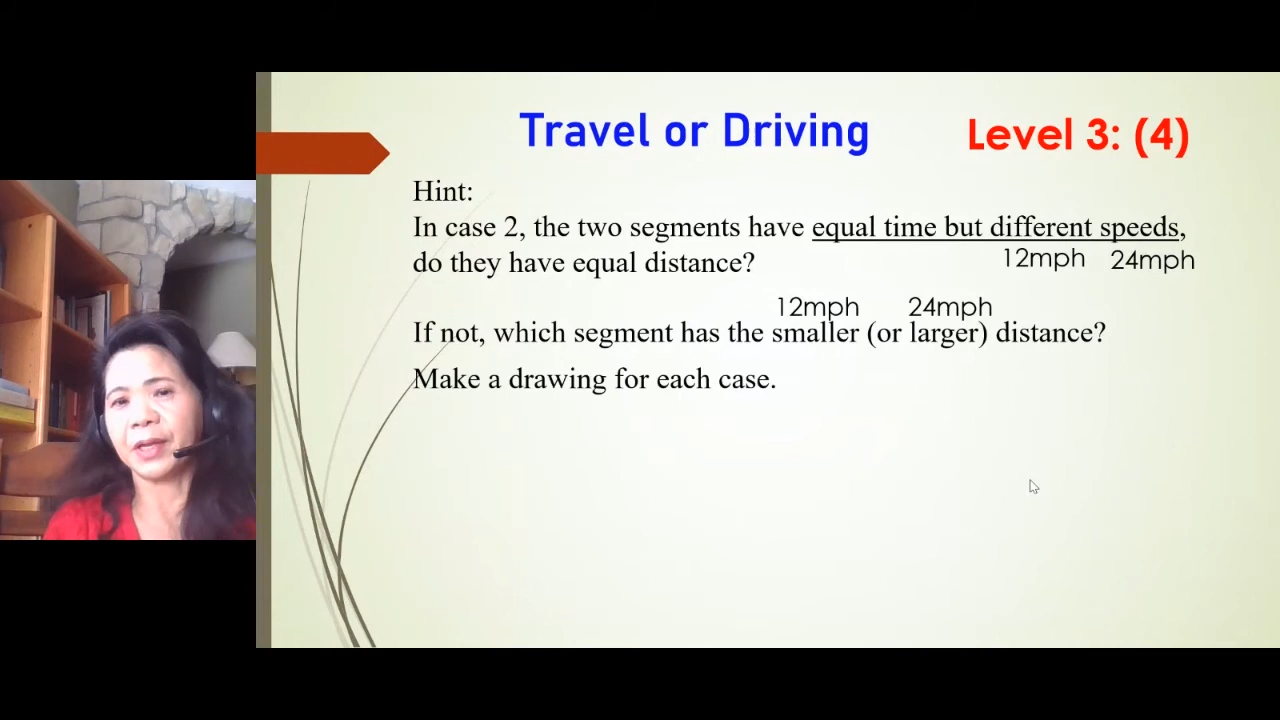 Travel or Driving
Level 3: (4)
Hint:
In case 2, the two segments have equal time but different speeds,
12mph 24mph
do they have equal distance?
12mph 24mph
If not, which segment has the smaller (or larger) distance?
Make a drawing for each case.